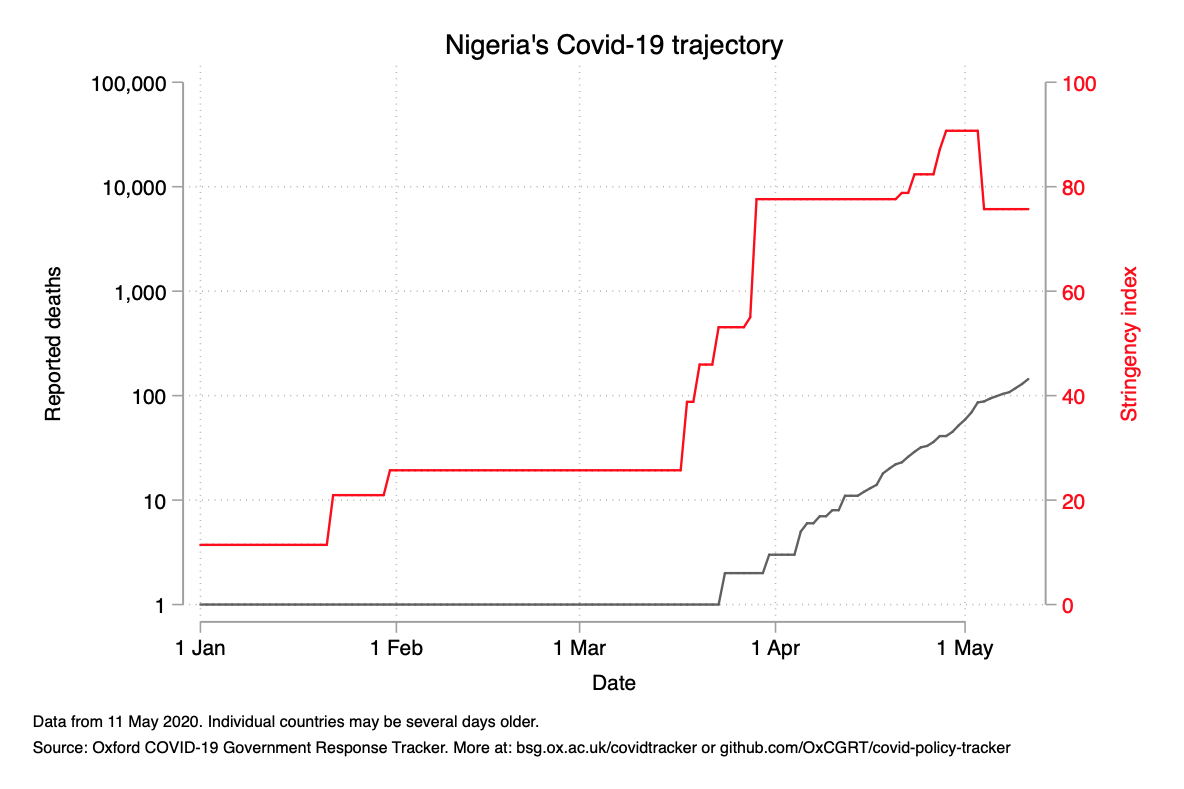 Nigeria's Covid-19 trajectory
100,000
10,000
1,000
100
10
1
Reported deaths
100
80
60
40
20
0
Stringency index
1 Jan
1 Feb
1 Mar
1 Apr
1 May
Date
Data from 11 May 2020. Individual countries may be several days older.
Source: Oxford COVID-19 Government Response Tracker. More at: bsg.ox.ac.uk/covidtracker or github.com/OxCGRT/covid-policy-tracker